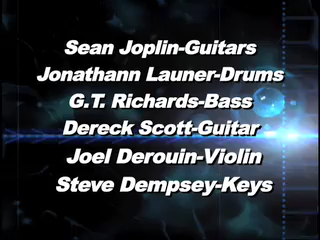 Sean Joplin-Guitars
Jonathann Launer-Drums
G.T. Richards-Bass
Dereck Scott-Guitar
Joel Derouin-Violin
Steve Dempsey-Keys